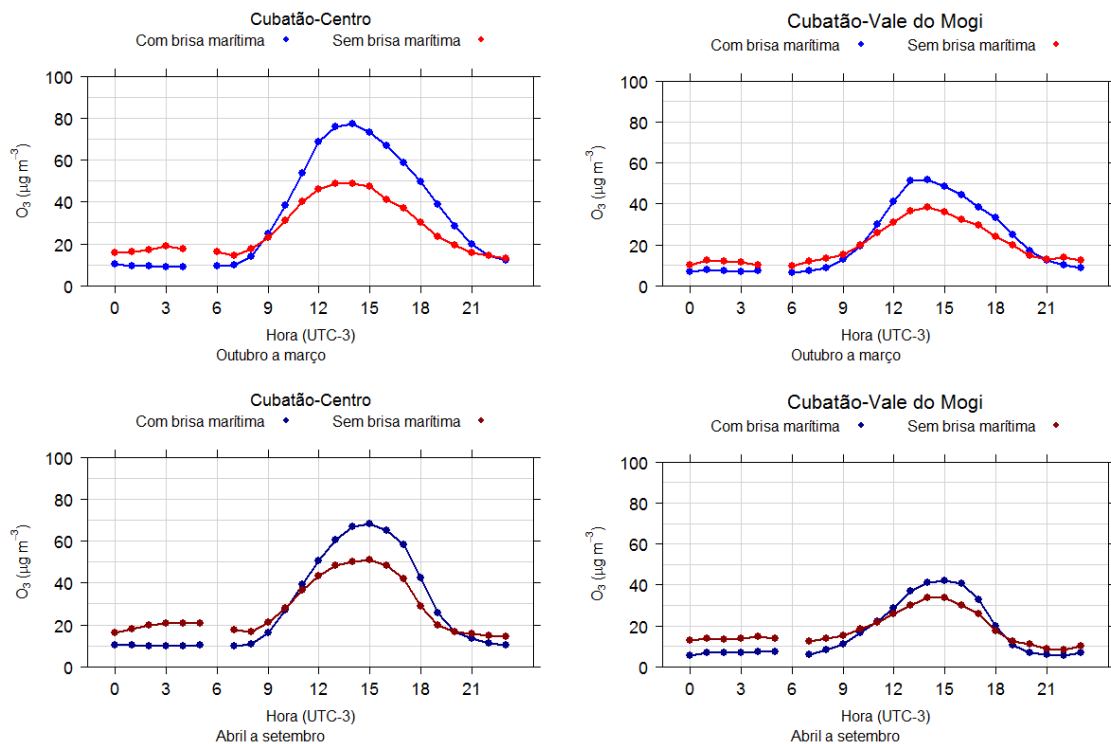 Cubatão-Centro
Com brisa marítima Sem brisa marítima
100
80
60
40
20
0
O₃ (µg m⁻³)
0 3 6 9 12 15 18 21
Hora (UTC-3)
Outubro a março
Cubatão-Vale do Mogi
Com brisa marítima Sem brisa marítima
100
80
60
40
20
0
O₃ (µg m⁻³)
0 3 6 9 12 15 18 21
Hora (UTC-3)
Outubro a março
Cubatão-Centro
Com brisa marítima Sem brisa marítima
100
80
60
40
20
0
O₃ (µg m⁻³)
0 3 6 9 12 15 18 21
Hora (UTC-3)
Abril a setembro
Cubatão-Vale do Mogi
Com brisa marítima Sem brisa marítima
100
80
60
40
20
0
O₃ (µg m⁻³)
0 3 6 9 12 15 18 21
Hora (UTC-3)
Abril a setembro